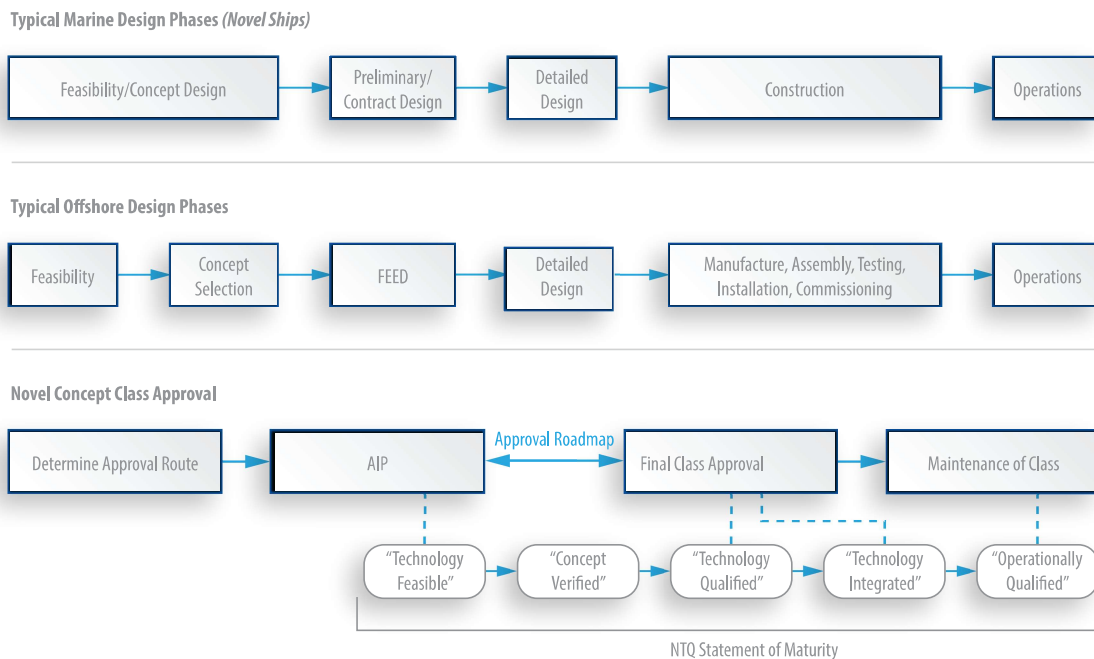 Typical Marine Design Phases (Novel Ships)
Feasibility/Concept Design
Preliminary/
Contract Design
Detailed
Design
Construction
Operations
Typical Offshore Design Phases
Feasibility
Concept
Selection
FEED
Detailed
Design
Manufacture, Assembly, Testing,
Installation, Commissioning
Operations
Novel Concept Class Approval
Determine Approval Route
AIP
Approval Roadmap
Final Class Approval
Maintenance of Class
“Technology
Feasible”
“Concept
Verified”
“Technology
Qualified”
“Technology
Integrated”
“Operationally
Qualified”
NTQ Statement of Maturity